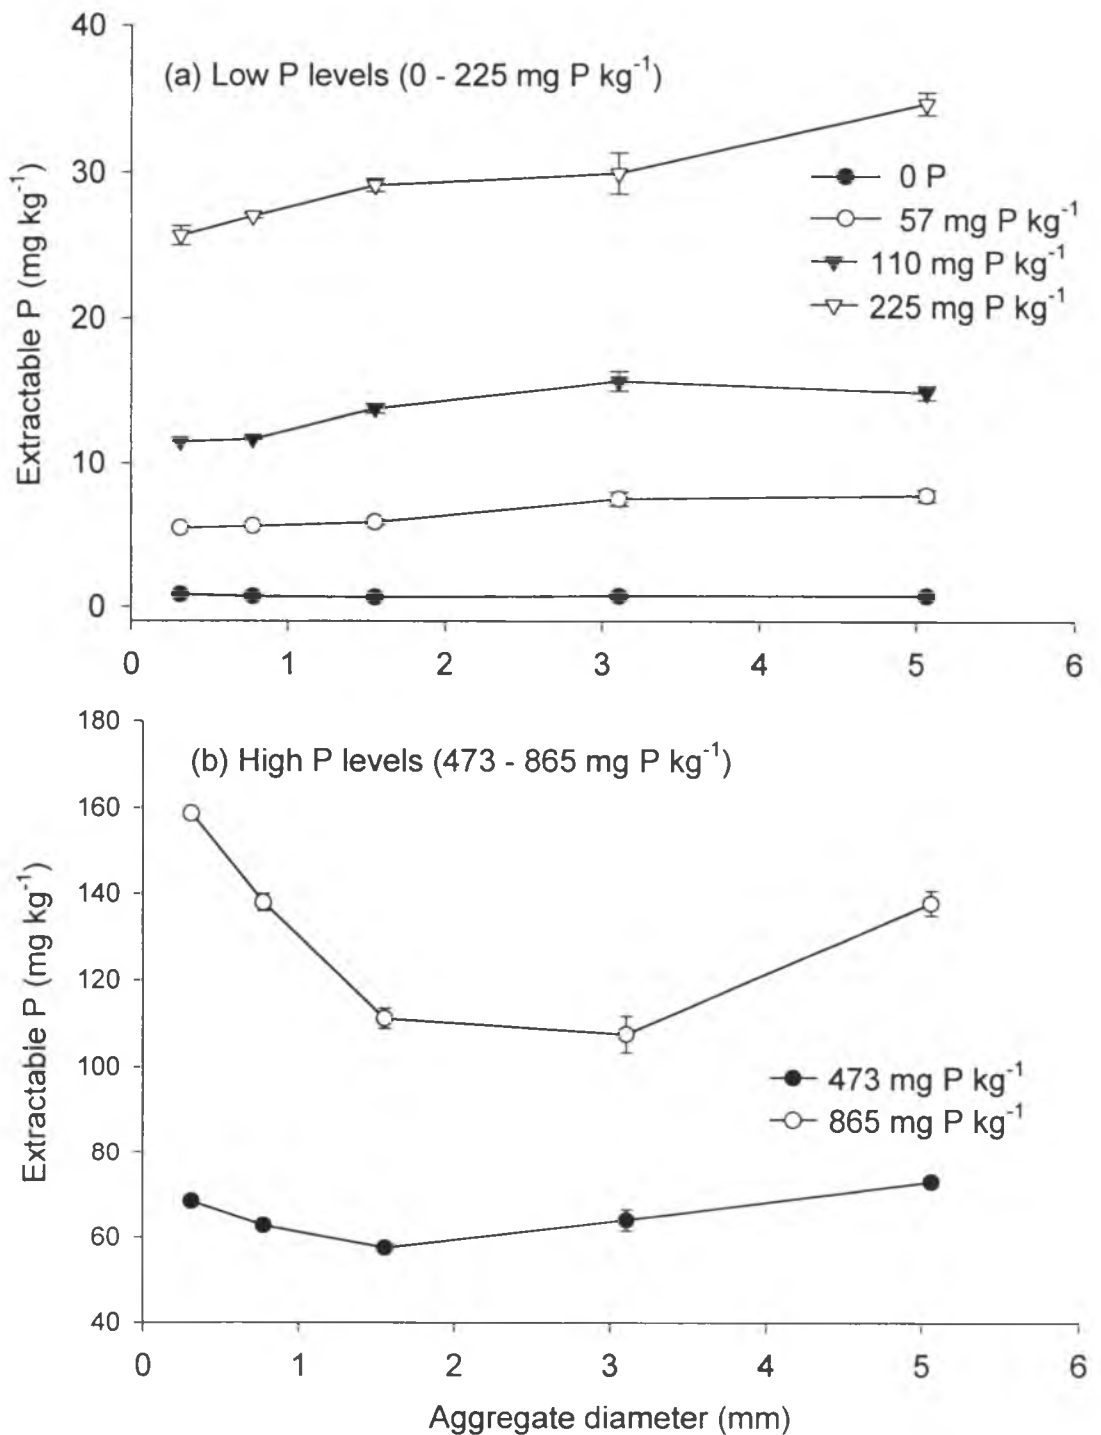 40
(a) Low P levels (0 - 225 mg P kg⁻¹)
30
0 P
57 mg P kg⁻¹
110 mg P kg⁻¹
225 mg P kg⁻¹
20
10
0
Extractable P (mg kg⁻¹)
0 1 2 3 4 5 6
180
(b) High P levels (473 - 865 mg P kg⁻¹)
160
140
120
100
473 mg P kg⁻¹
865 mg P kg⁻¹
80
60
40
Extractable P (mg kg⁻¹)
0 1 2 3 4 5 6
Aggregate diameter (mm)